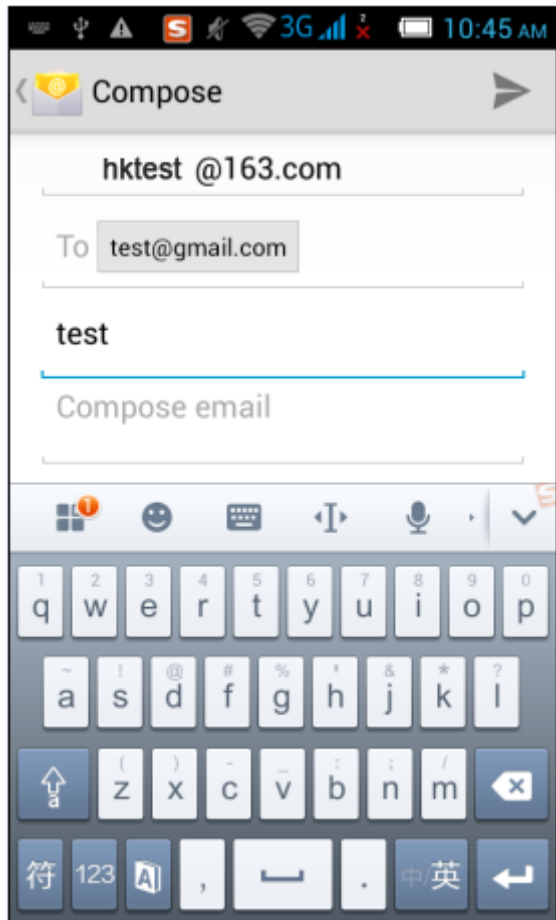 3G 10:45 AM
Compose
hktest @163.com
To test@gmail.com
test
Compose email
1
1 2 3 4 5 6 7 8 9 0
q w e r t y u i o p
~ ! @ # % ' & * ?
a s d f g h j k l
( ) - _ : ; /
a z x c v b n m
符 123 A , . 中/英